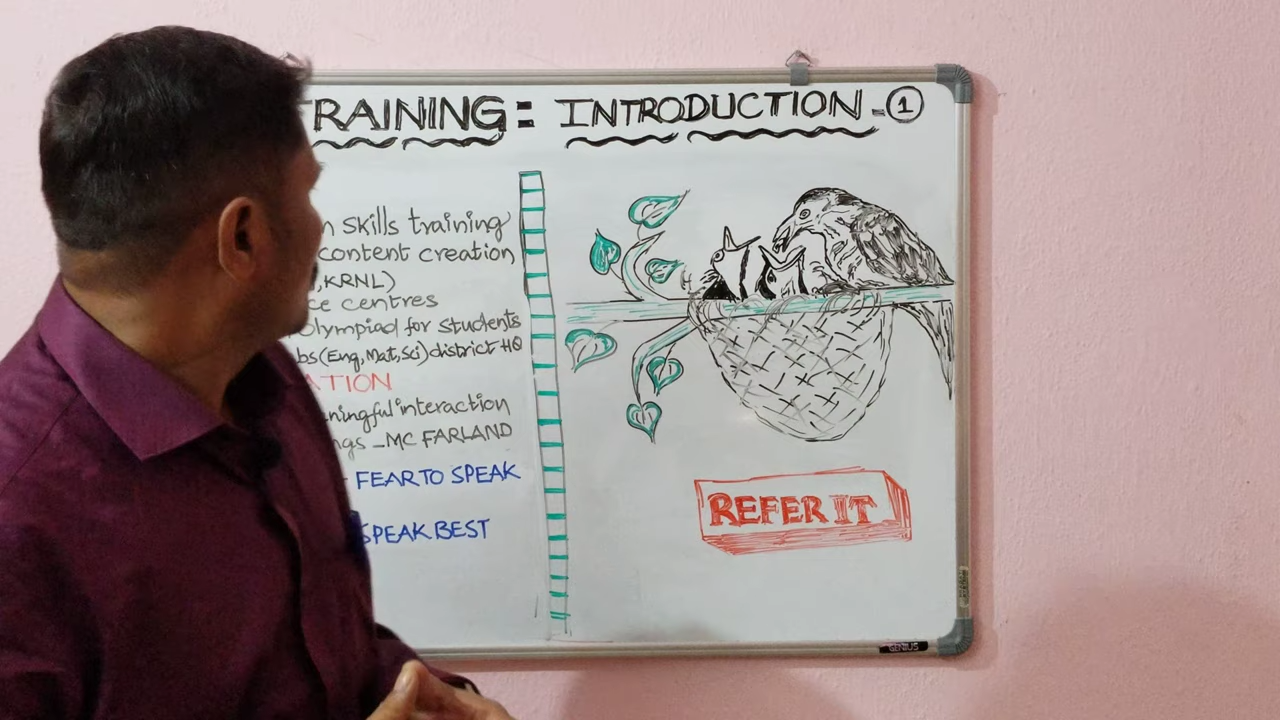 TRAINING : INTRODUCTION - 1
n skills training
content creation
,KRNL)
ce centres
olympiad for students
bs (Eng, Mat, Sci) district HQ
ATION
ningful interaction
ngs - MC FARLAND
- FEAR TO SPEAK
SPEAK BEST
REFER IT
GENIUS